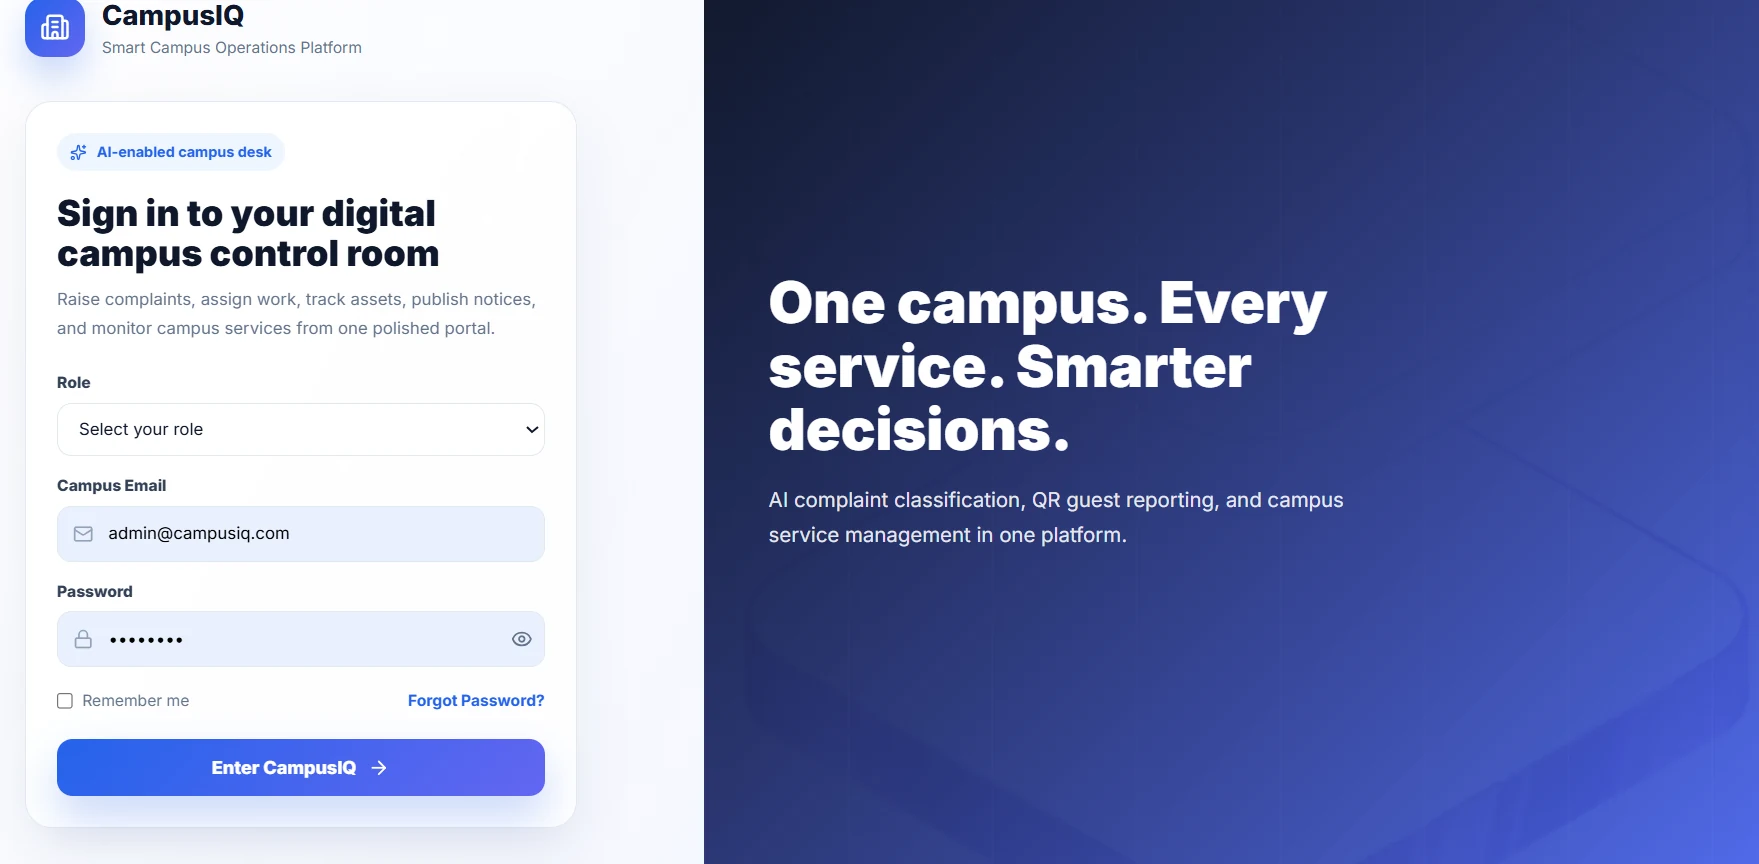 CampusIQ
Smart Campus Operations Platform
AI-enabled campus desk
Sign in to your digital
campus control room
Raise complaints, assign work, track assets, publish notices,
and monitor campus services from one polished portal.
Role
Select your role
Campus Email
admin@campusiq.com
Password
••••••••
Remember me
Forgot Password?
Enter CampusIQ →
One campus. Every
service. Smarter
decisions.
AI complaint classification, QR guest reporting, and campus
service management in one platform.